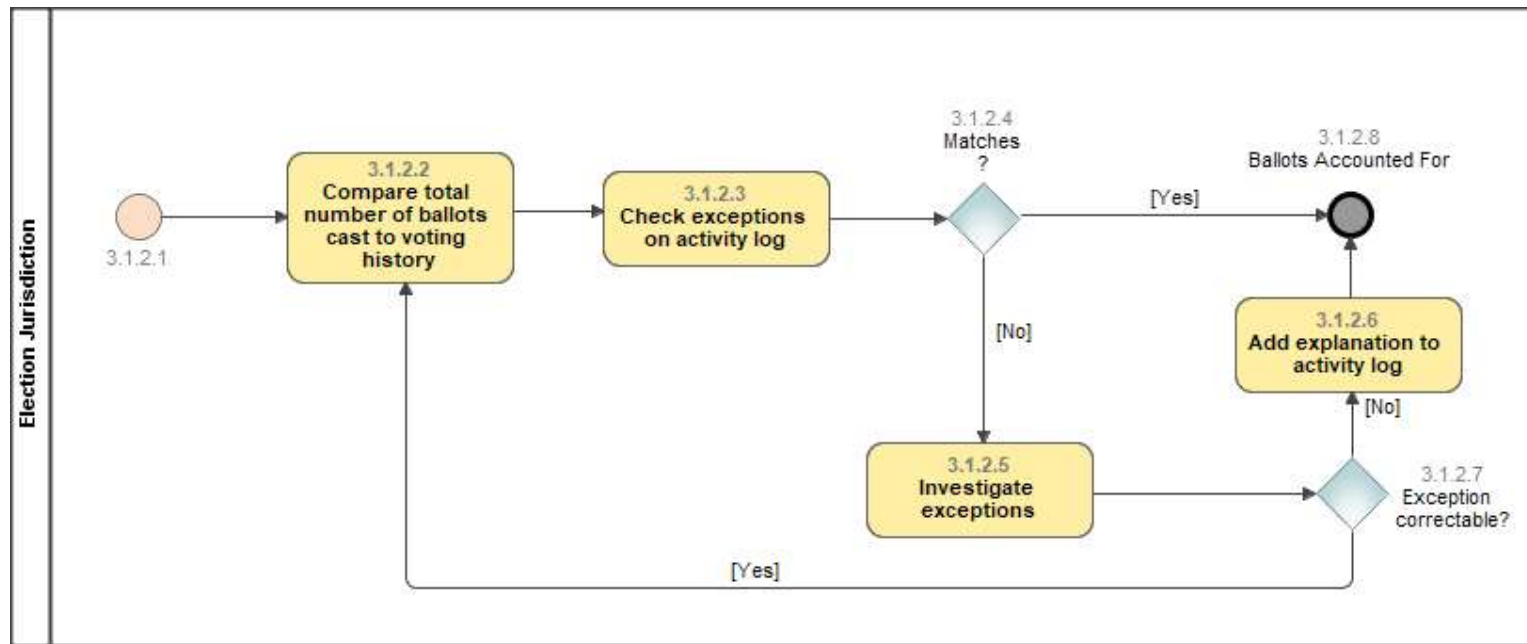 Election Jurisdiction
3.1.2.1
3.1.2.2
Compare total
number of ballots
cast to voting
history
3.1.2.3
Check exceptions
on activity log
3.1.2.4
Matches
?
[Yes]
3.1.2.8
Ballots Accounted For
[No]
3.1.2.6
Add explanation to
activity log
[No]
3.1.2.5
Investigate
exceptions
3.1.2.7
Exception
correctable?
[Yes]